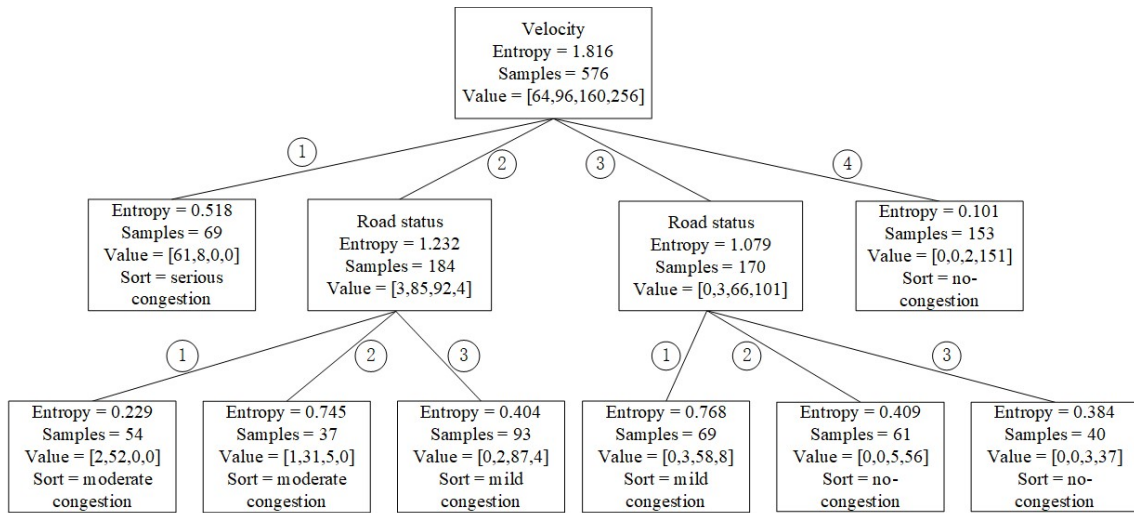 Velocity
Entropy = 1.816
Samples = 576
Value = [64,96,160,256]
①
②
③
④
Entropy = 0.518
Samples = 69
Value = [61,8,0,0]
Sort = serious
congestion
Road status
Entropy = 1.232
Samples = 184
Value = [3,85,92,4]
Road status
Entropy = 1.079
Samples = 170
Value = [0,3,66,101]
Entropy = 0.101
Samples = 153
Value = [0,0,2,151]
Sort = no-
congestion
①
②
③
①
②
③
Entropy = 0.229
Samples = 54
Value = [2,52,0,0]
Sort = moderate
congestion
Entropy = 0.745
Samples = 37
Value = [1,31,5,0]
Sort = moderate
congestion
Entropy = 0.404
Samples = 93
Value = [0,2,87,4]
Sort = mild
congestion
Entropy = 0.768
Samples = 69
Value = [0,3,58,8]
Sort = mild
congestion
Entropy = 0.409
Samples = 61
Value = [0,0,5,56]
Sort = no-
congestion
Entropy = 0.384
Samples = 40
Value = [0,0,3,37]
Sort = no-
congestion